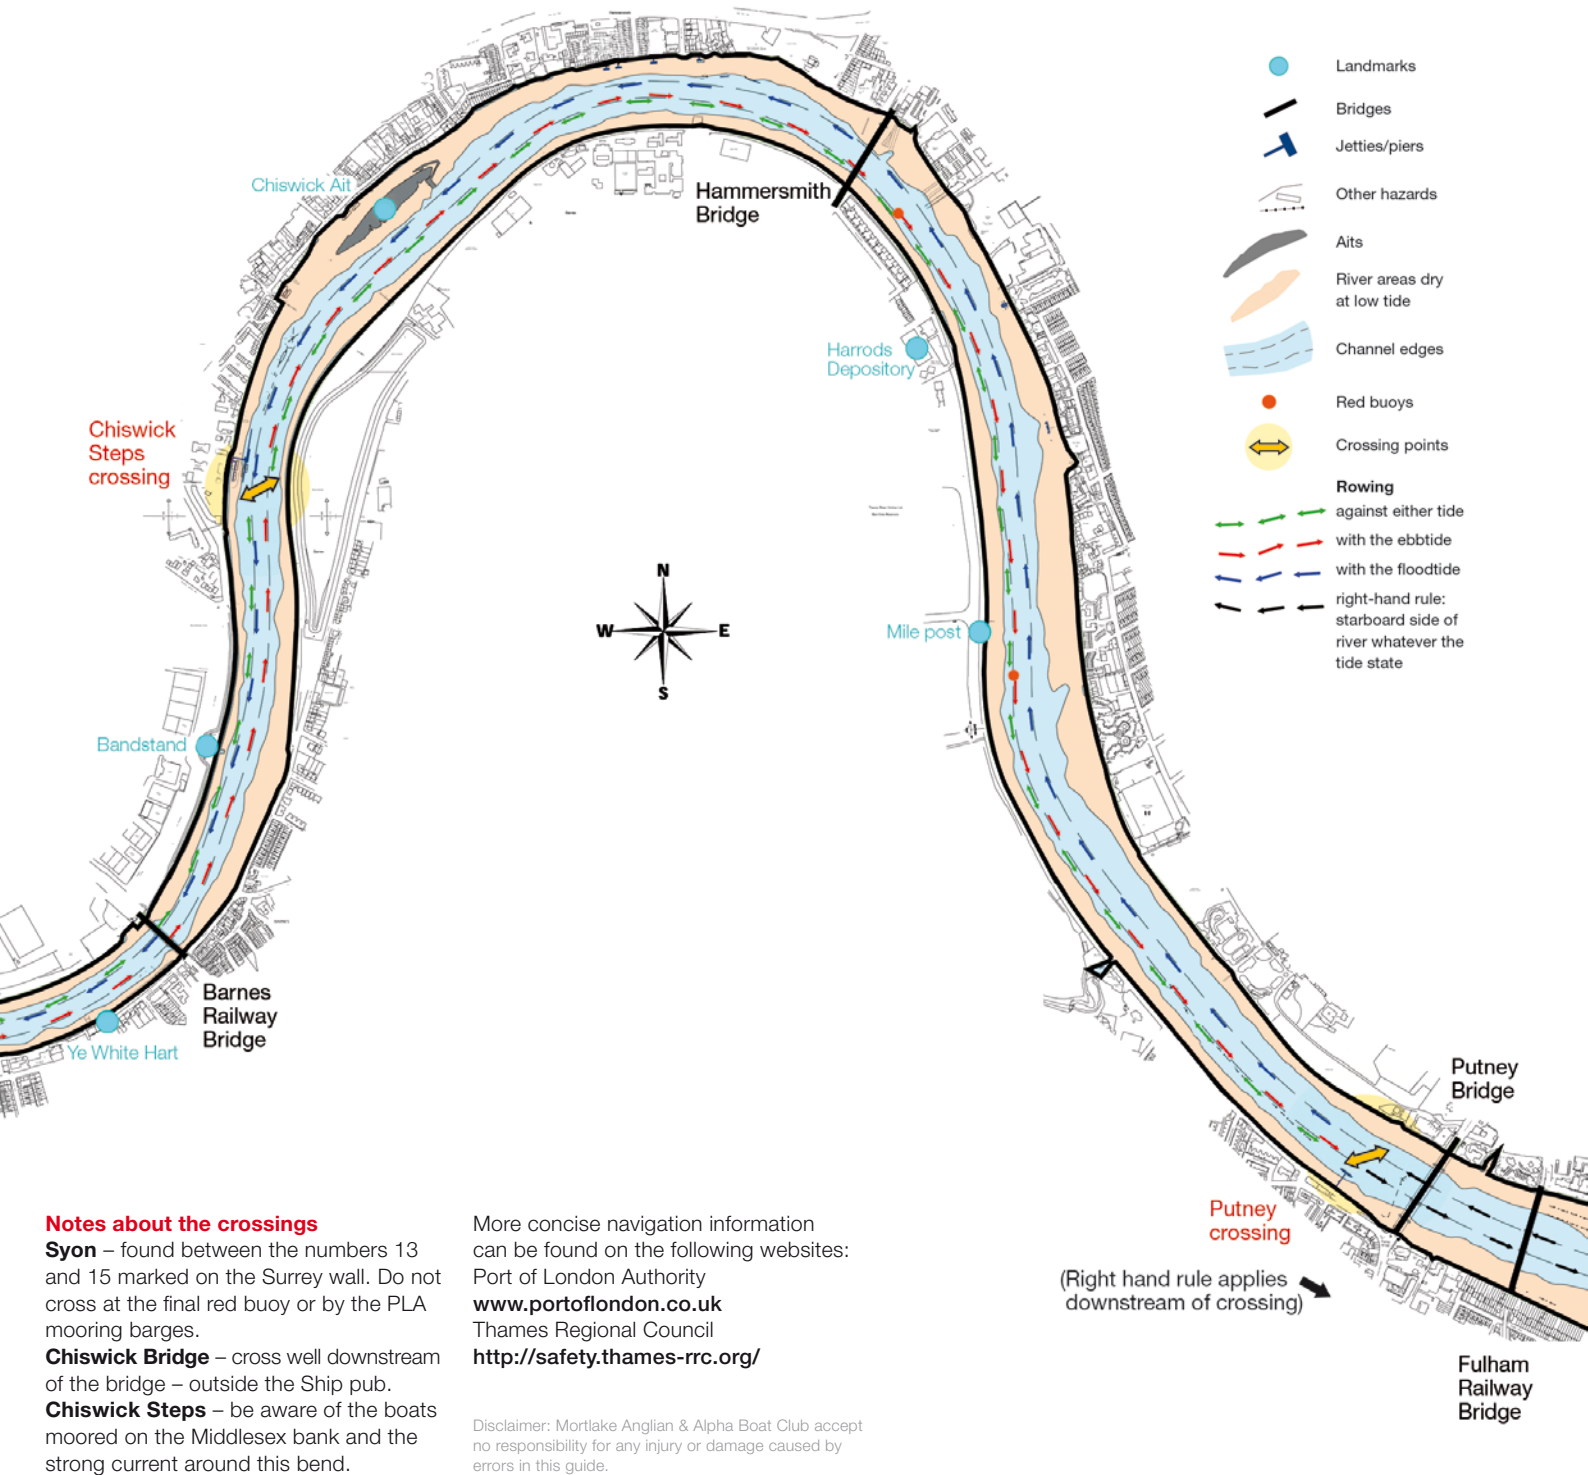 Landmarks
Bridges
Jetties/piers
Other hazards
Aits
River areas dry
at low tide
Channel edges
Red buoys
Crossing points
Rowing
against either tide
with the ebbtide
with the floodtide
right-hand rule:
starboard side of
river whatever the
tide state
Chiswick Ait
Hammersmith
Bridge
Harrods
Depository
Chiswick
Steps
crossing
N
W
E
S
Mile post
Bandstand
Barnes
Railway
Bridge
Ye White Hart
Putney
Bridge
Putney
crossing
(Right hand rule applies
downstream of crossing)
Fulham
Railway
Bridge
Notes about the crossings
Syon – found between the numbers 13
and 15 marked on the Surrey wall. Do not
cross at the final red buoy or by the PLA
mooring barges.
Chiswick Bridge – cross well downstream
of the bridge – outside the Ship pub.
Chiswick Steps – be aware of the boats
moored on the Middlesex bank and the
strong current around this bend.
More concise navigation information
can be found on the following websites:
Port of London Authority
www.portoflondon.co.uk
Thames Regional Council
http://safety.thames-rrc.org/
Disclaimer: Mortlake Anglian & Alpha Boat Club accept
no responsibility for any injury or damage caused by
errors in this guide.